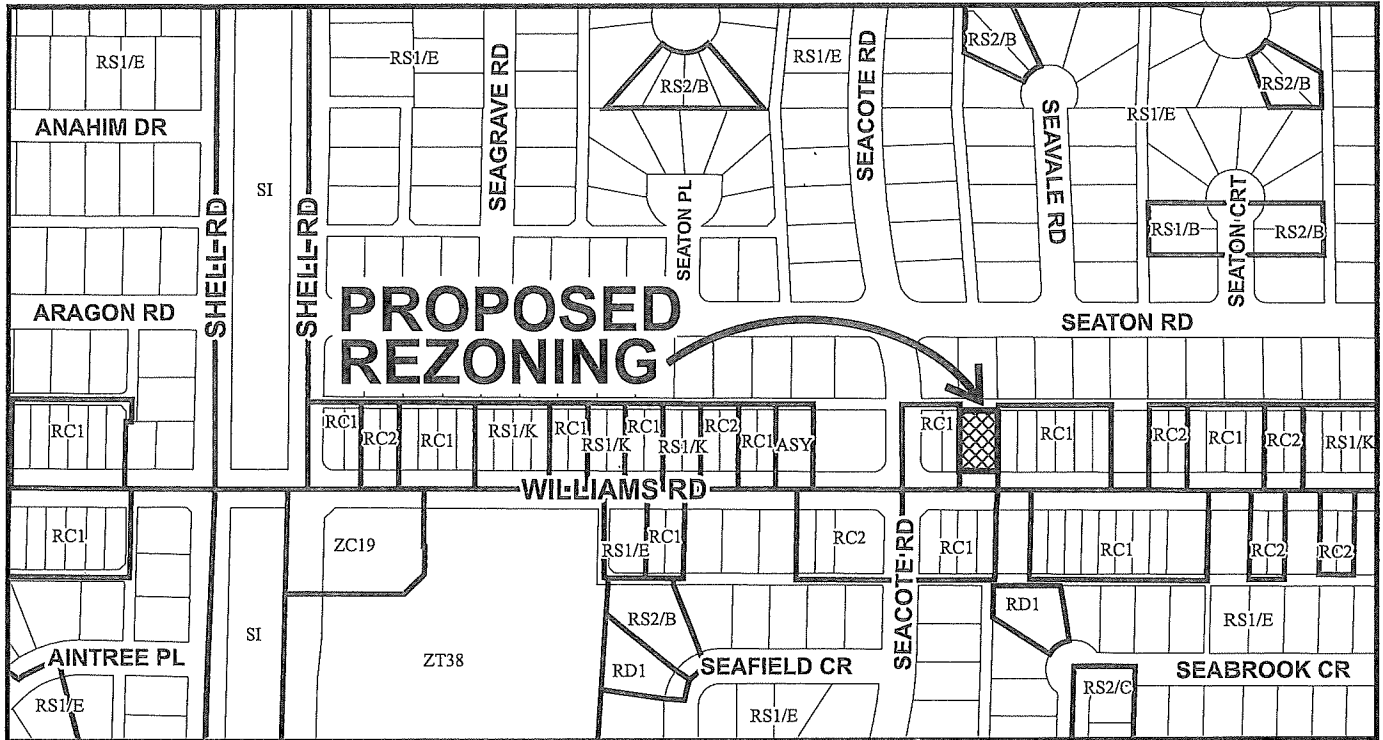 RS1/E
RS1/E
SEAGRAVE RD
RS2/B
RS1/E
SEACOTE RD
RS2/B
RS2/B
RS1/E
ANAHIM DR
SEAVALE RD
SI
SHELL RD
SHELL RD
SEATON PL
RS1/B
RS2/B
SEATON CRT
ARAGON RD
PROPOSED
REZONING
SEATON RD
RC1
RC1
RC2
RC1
RS1/K
RC1
RS1/K
RC1
RS1/K
RC2
RC1
ASY
RC1
RC1
RC2
RC1
RC2
RS1/K
WILLIAMS RD
RC1
ZC19
RS1/E
RC1
RC2
SEACOTE RD
RC1
RC1
RC2
RC2
SI
ZT38
RS2/B
RD1
RD1
RS1/E
AINTREE PL
SEAFIELD CR
SEABROOK CR
RS1/E
RS1/E
RS2/C